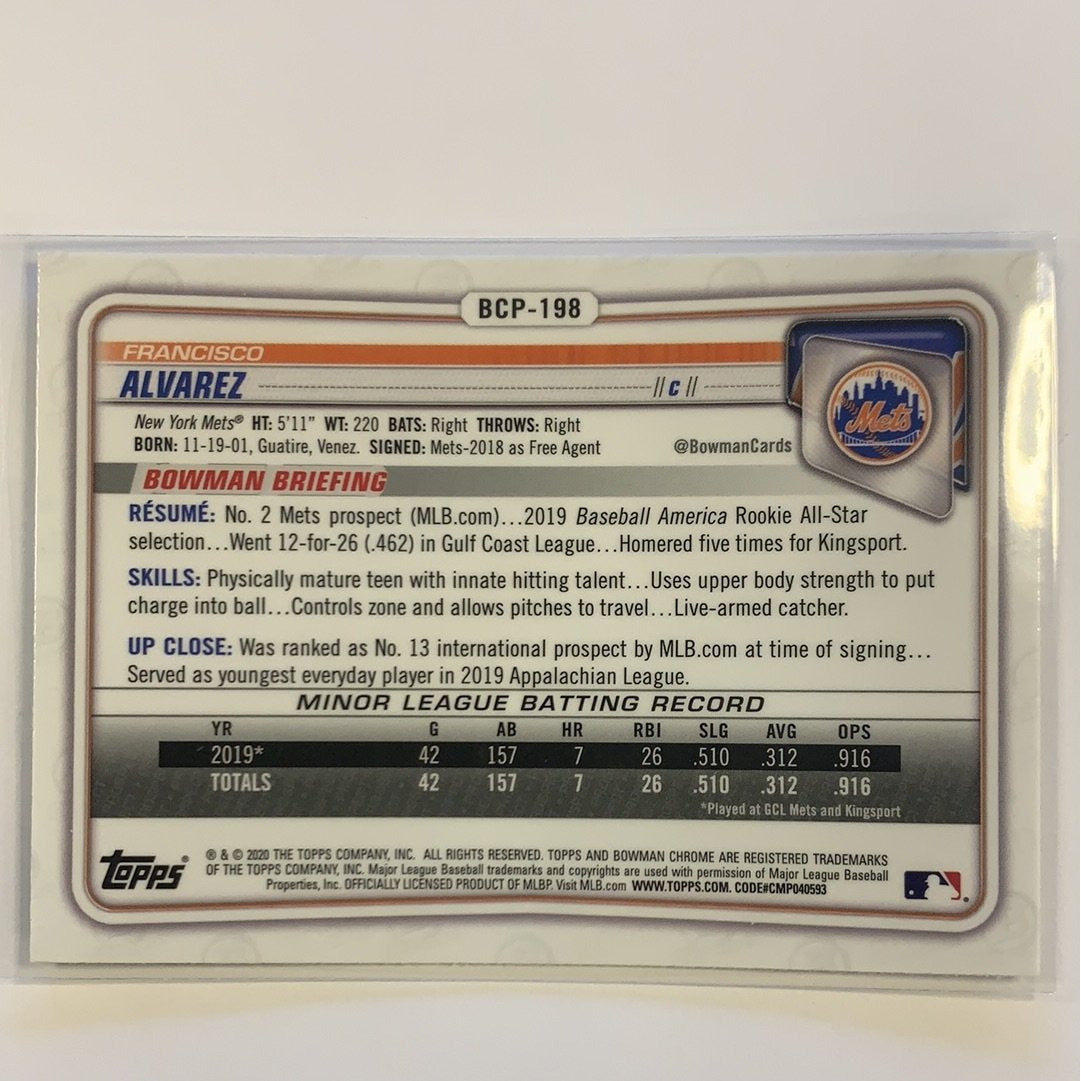 BCP-198
FRANCISCO
ALVAREZ // C //
Mets
New York Mets® HT: 5'11" WT: 220 BATS: Right THROWS: Right
BORN: 11-19-01, Guatire, Venez. SIGNED: Mets-2018 as Free Agent @BowmanCards
BOWMAN BRIEFING
RÉSUMÉ: No. 2 Mets prospect (MLB.com)...2019 Baseball America Rookie All-Star
selection...Went 12-for-26 (.462) in Gulf Coast League...Homered five times for Kingsport.
SKILLS: Physically mature teen with innate hitting talent...Uses upper body strength to put
charge into ball...Controls zone and allows pitches to travel...Live-armed catcher.
UP CLOSE: Was ranked as No. 13 international prospect by MLB.com at time of signing...
Served as youngest everyday player in 2019 Appalachian League.
MINOR LEAGUE BATTING RECORD
YR G AB HR RBI SLG AVG OPS
2019* 42 157 7 26 .510 .312 .916
TOTALS 42 157 7 26 .510 .312 .916
*Played at GCL Mets and Kingsport
topps®
® & © 2020 THE TOPPS COMPANY, INC. ALL RIGHTS RESERVED. TOPPS AND BOWMAN CHROME ARE REGISTERED TRADEMARKS
OF THE TOPPS COMPANY, INC. Major League Baseball trademarks and copyrights are used with permission of Major League Baseball
Properties, Inc. OFFICIALLY LICENSED PRODUCT OF MLBP. Visit MLB.com WWW.TOPPS.COM. CODE#CMP040593